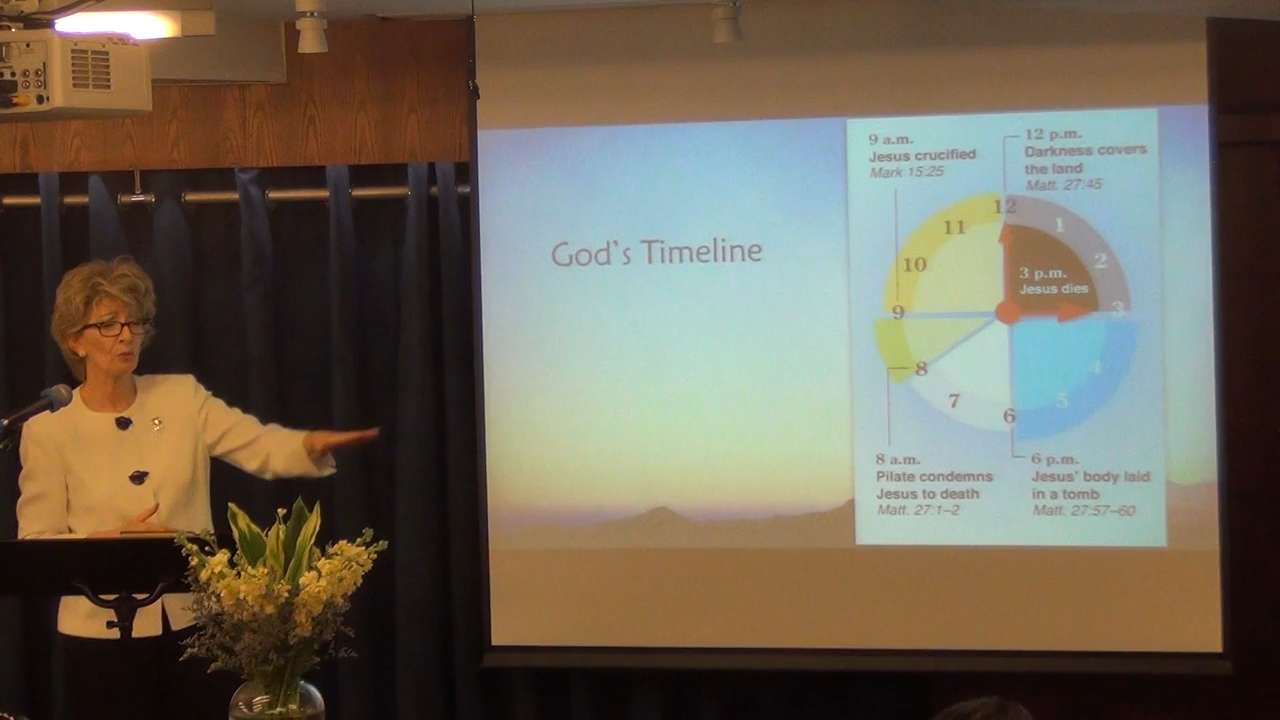 God's Timeline
9 a.m.
Jesus crucified
Mark 15:25
12 p.m.
Darkness covers
the land
Matt. 27:45
12
11
1
10
2
3 p.m.
Jesus dies
9
3
8
4
7
5
6
8 a.m.
Pilate condemns
Jesus to death
Matt. 27:1–2
6 p.m.
Jesus' body laid
in a tomb
Matt. 27:57–60